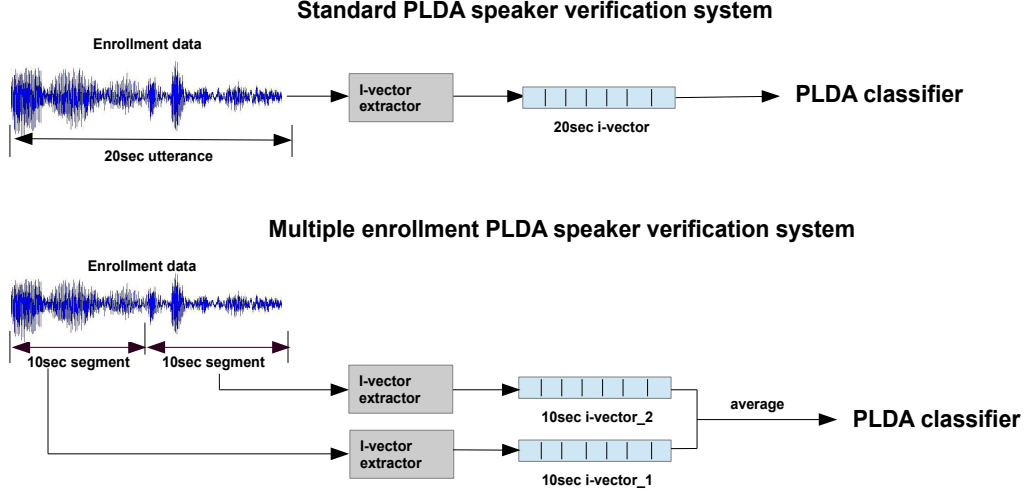 Standard PLDA speaker verification system
Enrollment data
I-vector
extractor
PLDA classifier
20sec i-vector
20sec utterance
Multiple enrollment PLDA speaker verification system
Enrollment data
10sec segment
10sec segment
I-vector
extractor
10sec i-vector_2
average
PLDA classifier
I-vector
extractor
10sec i-vector_1